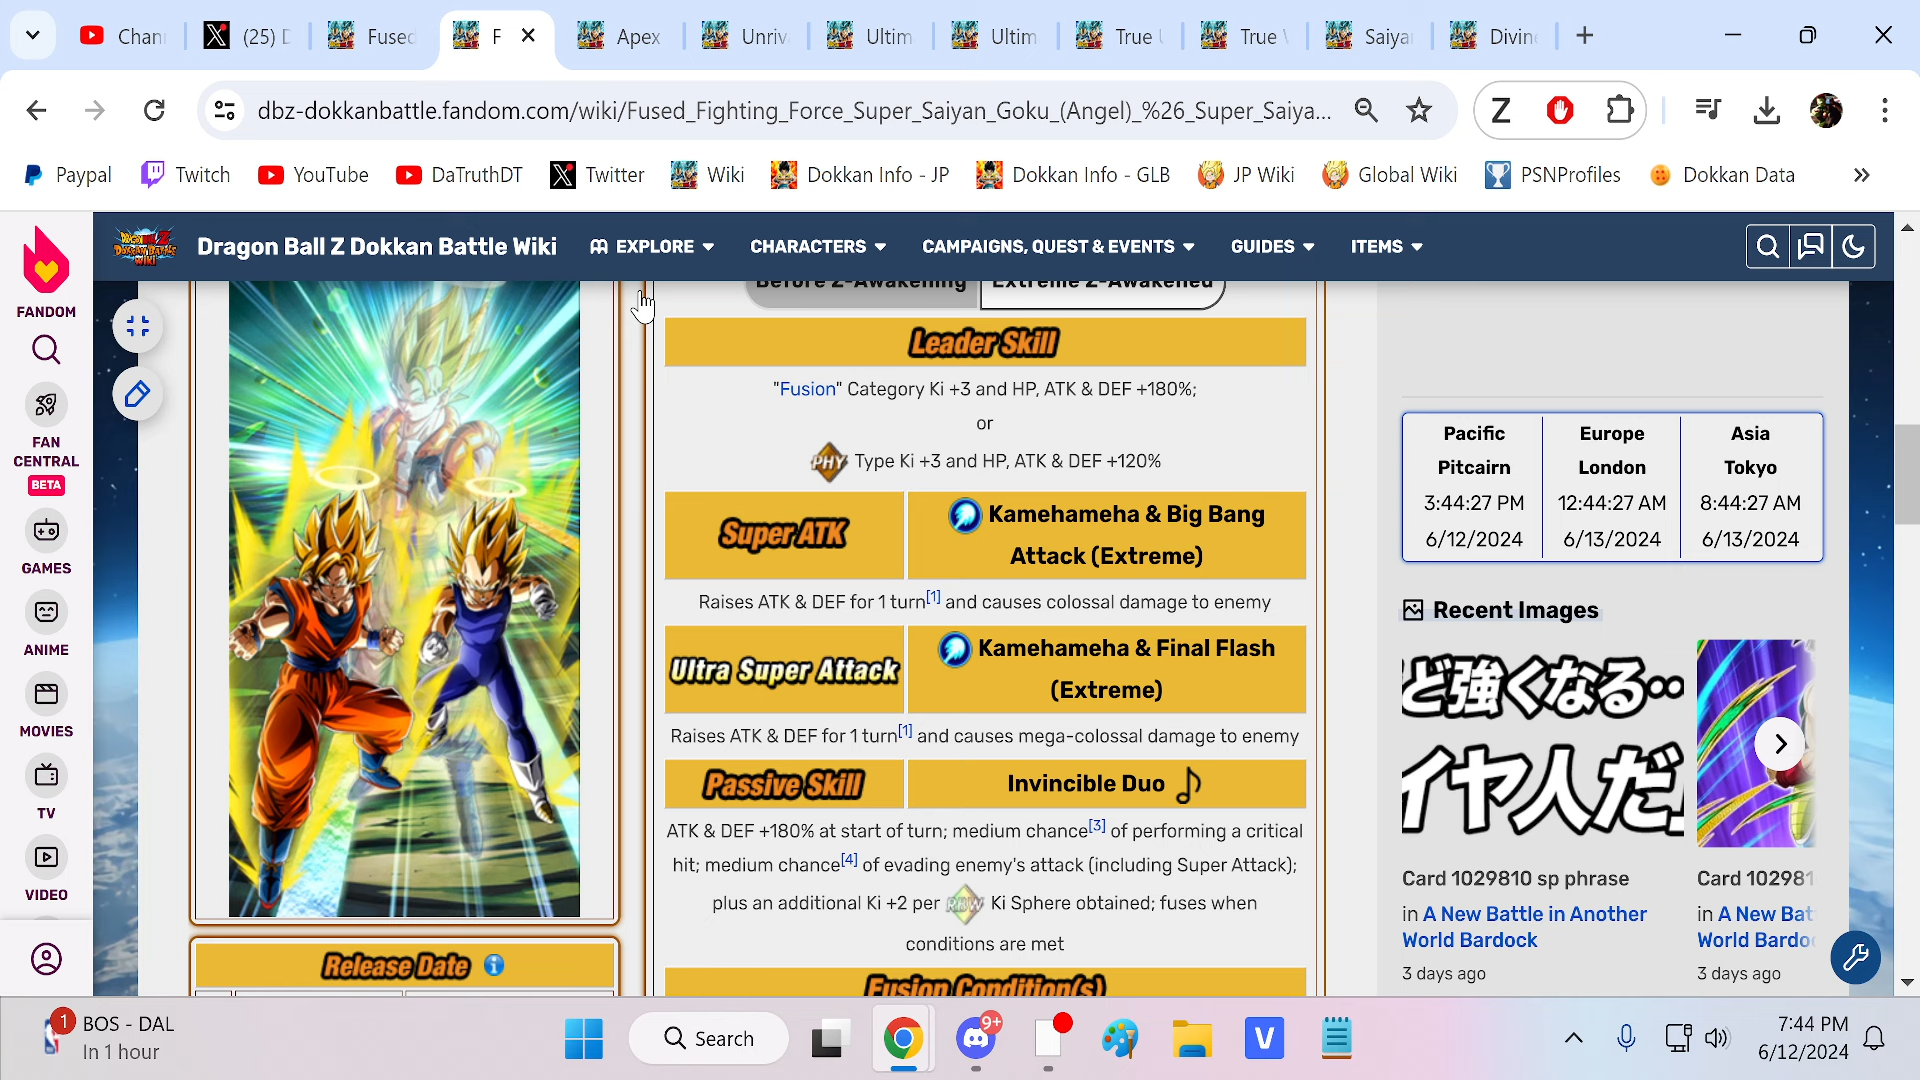 Chan
(25) D
Fused
F
Apex
Unriv
Ultim
Ultim
True U
True V
Saiya
Divine
dbz-dokkanbattle.fandom.com/wiki/Fused_Fighting_Force_Super_Saiyan_Goku_(Angel)_%26_Super_Saiya...
Z
Paypal
Twitch
YouTube
DaTruthDT
Twitter
Wiki
Dokkan Info - JP
Dokkan Info - GLB
JP Wiki
Global Wiki
PSNProfiles
Dokkan Data
Dragon Ball Z Dokkan Battle Wiki
EXPLORE
CHARACTERS
CAMPAIGNS, QUEST & EVENTS
GUIDES
ITEMS
FANDOM
FAN
CENTRAL
BETA
GAMES
ANIME
MOVIES
TV
VIDEO
Before Z-Awakening
Extreme Z-Awakened
Leader Skill
"Fusion" Category Ki +3 and HP, ATK & DEF +180%;
or
PHY Type Ki +3 and HP, ATK & DEF +120%
Super ATK
Kamehameha & Big Bang
Attack (Extreme)
Raises ATK & DEF for 1 turn[1] and causes colossal damage to enemy
Ultra Super Attack
Kamehameha & Final Flash
(Extreme)
Raises ATK & DEF for 1 turn[1] and causes mega-colossal damage to enemy
Passive Skill
Invincible Duo
ATK & DEF +180% at start of turn; medium chance[3] of performing a critical
hit; medium chance[4] of evading enemy's attack (including Super Attack);
plus an additional Ki +2 per RBW Ki Sphere obtained; fuses when
conditions are met
Fusion Condition(s)
Release Date
Pacific
Pitcairn
3:44:27 PM
6/12/2024
Europe
London
12:44:27 AM
6/13/2024
Asia
Tokyo
8:44:27 AM
6/13/2024
Recent Images
ど強くなる…
イヤ人だ
Card 1029810 sp phrase
in A New Battle in Another
World Bardock
3 days ago
Card 102981
in A New Bat
World Bardo
3 days ago
1
BOS - DAL
In 1 hour
Search
9+
V
7:44 PM
6/12/2024